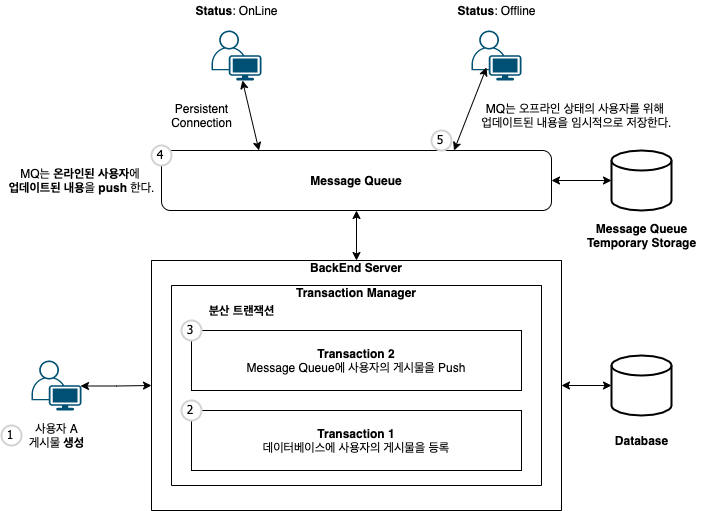 Status: OnLine
Status: Offline
Persistent
Connection
MQ는 오프라인 상태의 사용자를 위해
업데이트된 내용을 임시적으로 저장한다.
5
4
MQ는 온라인된 사용자에
업데이트된 내용을 push 한다.
Message Queue
Message Queue
Temporary Storage
BackEnd Server
Transaction Manager
분산 트랜잭션
3
Transaction 2
Message Queue에 사용자의 게시물을 Push
2
Transaction 1
데이터베이스에 사용자의 게시물을 등록
1
사용자 A
게시물 생성
Database